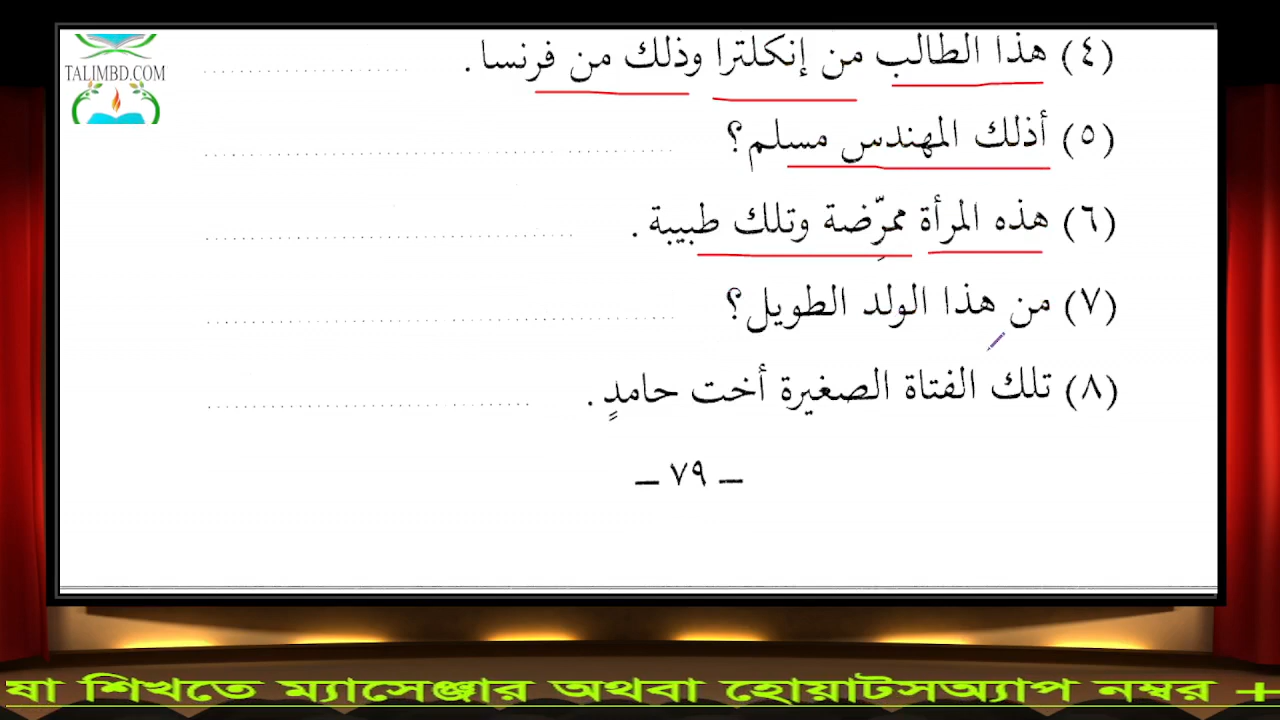 TALIMBD.COM
(٤) هذا الطالب من إنكلترا وذلك من فرنسا . ................
(٥) أذلك المهندس مسلم؟ ................
(٦) هذه المرأة ممرّضِة وتلك طبيبة . ................
(٧) من هذا الولد الطويل؟ ................
(٨) تلك الفتاة الصغيرة أخت حامدٍ . ................
– ٧٩ –
ষা শিখতে ম্যাসেঞ্জার অথবা হোয়াটসঅ্যাপ নম্বর +